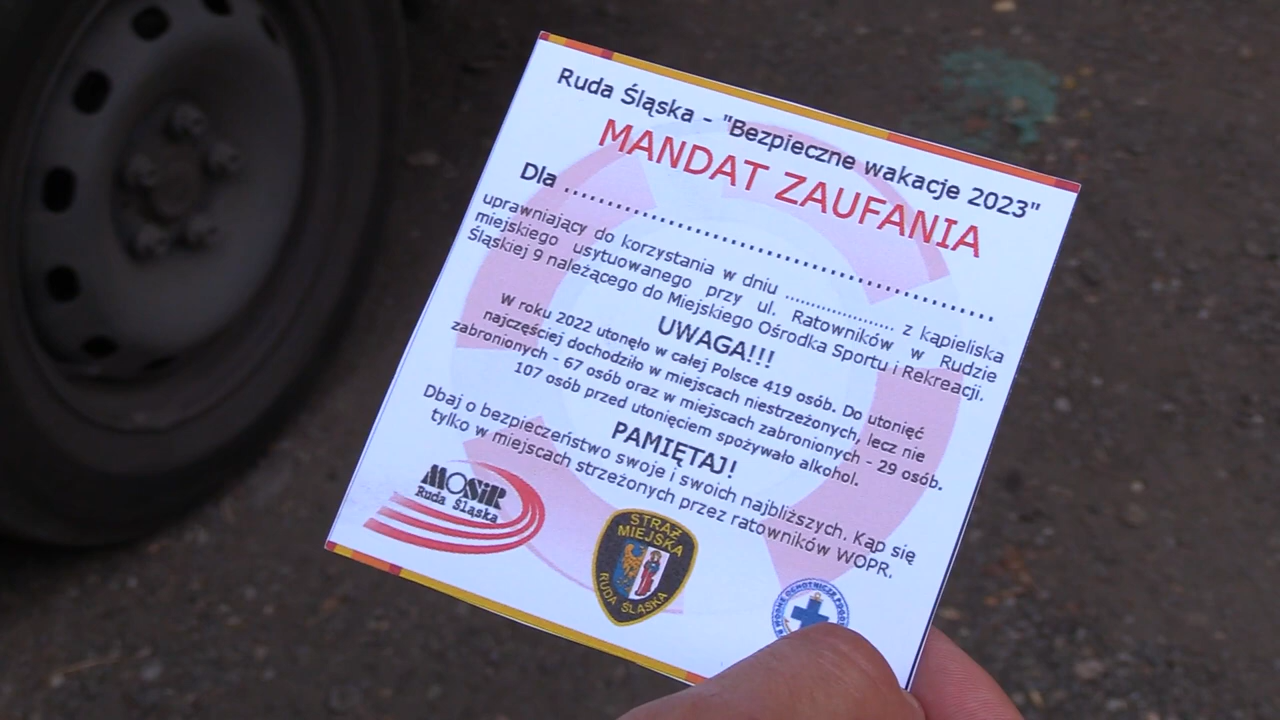 Ruda Śląska - "Bezpieczne wakacje 2023"
MANDAT ZAUFANIA
Dla ......................................................
uprawniający do korzystania w dniu ........................ z kąpieliska
miejskiego usytuowanego przy ul. Ratowników w Rudzie
Śląskiej 9 należącego do Miejskiego Ośrodka Sportu i Rekreacji.
UWAGA!!!
W roku 2022 utonęło w całej Polsce 419 osób. Do utonięć
najczęściej dochodziło w miejscach niestrzeżonych, lecz nie
zabronionych - 67 osób oraz w miejscach zabronionych - 29 osób.
107 osób przed utonięciem spożywało alkohol.
PAMIĘTAJ!
Dbaj o bezpieczeństwo swoje i swoich najbliższych. Kąp się
tylko w miejscach strzeżonych przez ratowników WOPR.
MOSiR
Ruda Śląska
STRAŻ
MIEJSKA
RUDA ŚLĄSKA
WODNE OCHOTNICZE